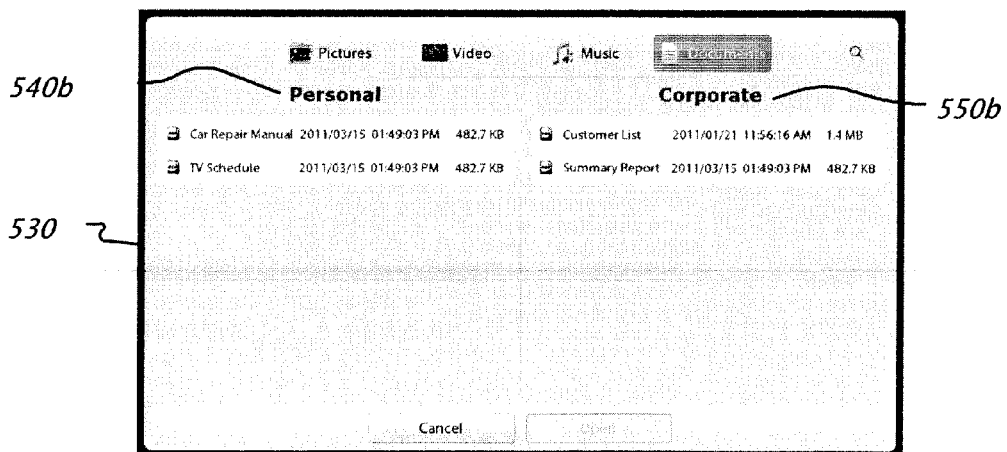 Pictures Video Music Documents
540b
Personal Corporate
550b
Car Repair Manual 2011/03/15 01:49:03 PM 482.7 KB Customer List 2011/01/21 11:56:16 AM 1.4 MB
TV Schedule 2011/03/15 01:49:03 PM 482.7 KB Summary Report 2011/03/15 01:49:03 PM 482.7 KB
530
Cancel Open